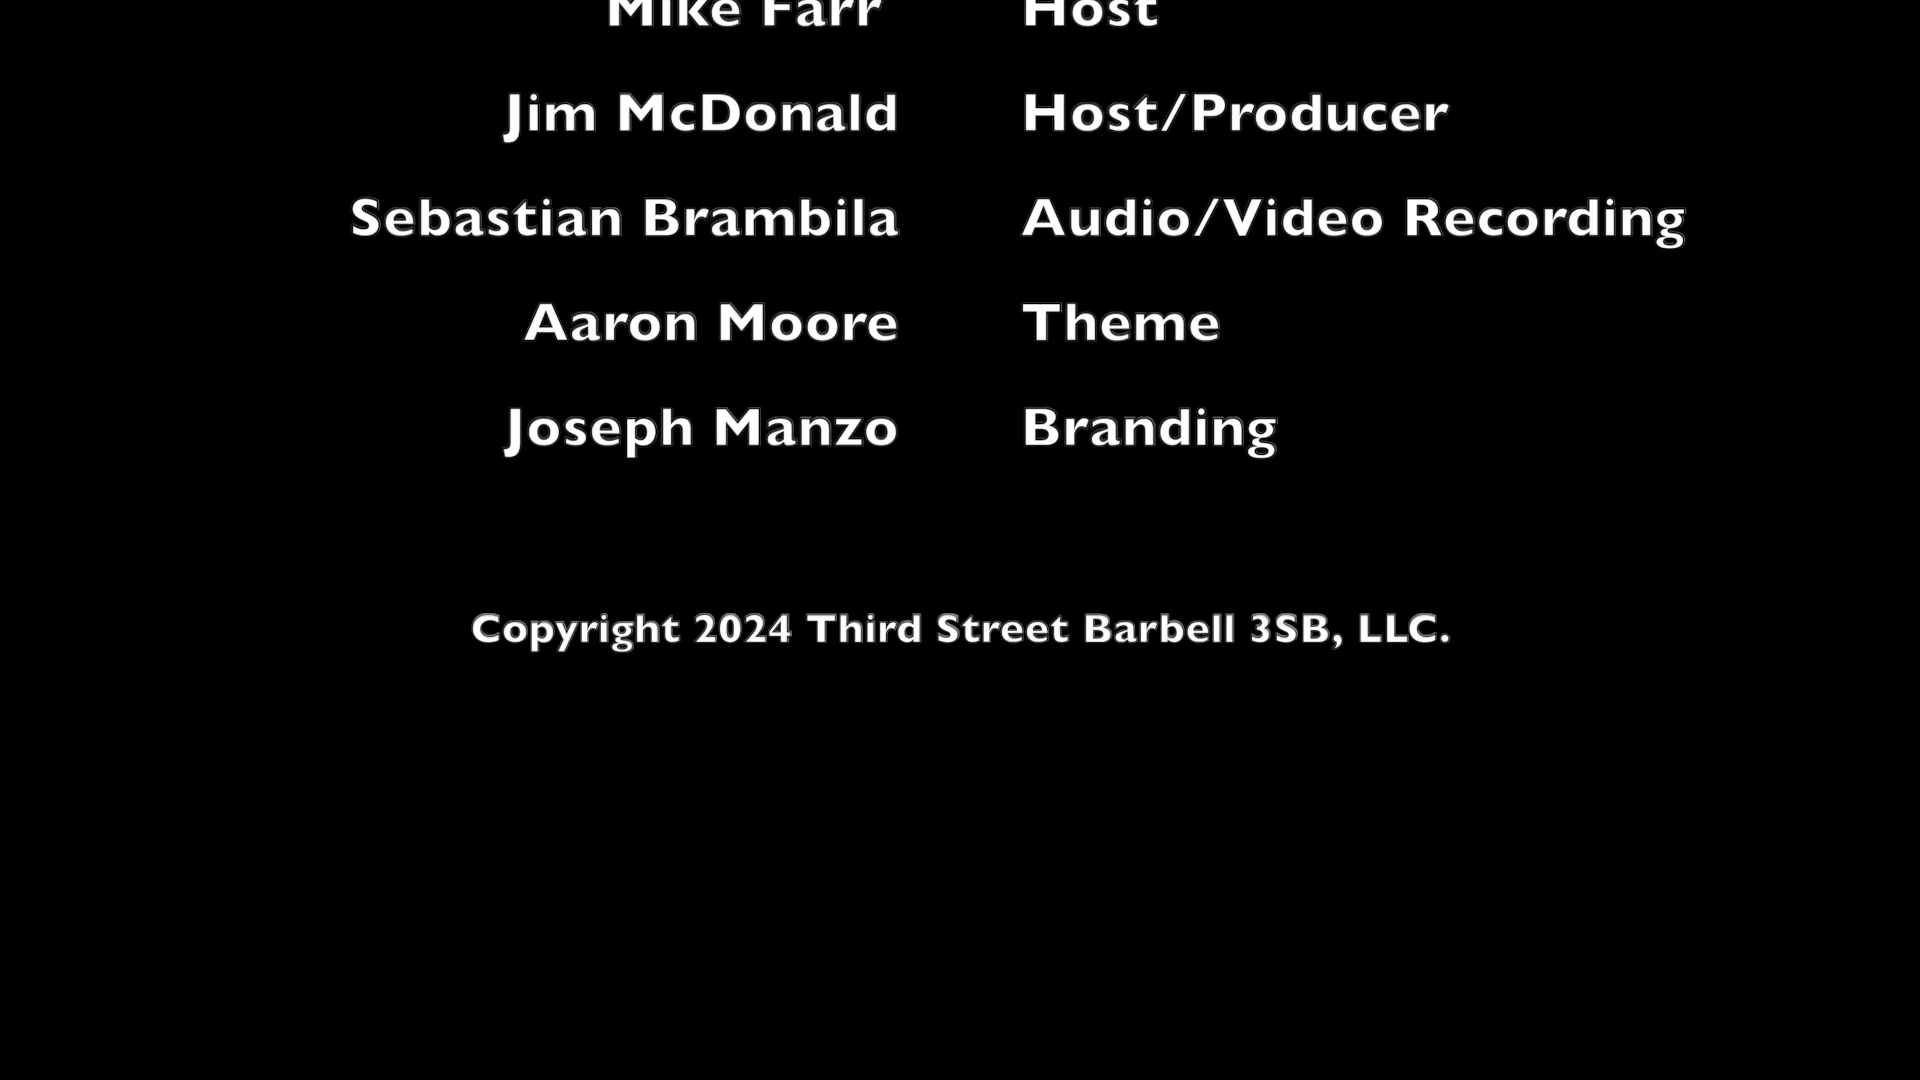 Mike Farr Host
Jim McDonald Host/Producer
Sebastian Brambila Audio/Video Recording
Aaron Moore Theme
Joseph Manzo Branding
Copyright 2024 Third Street Barbell 3SB, LLC.